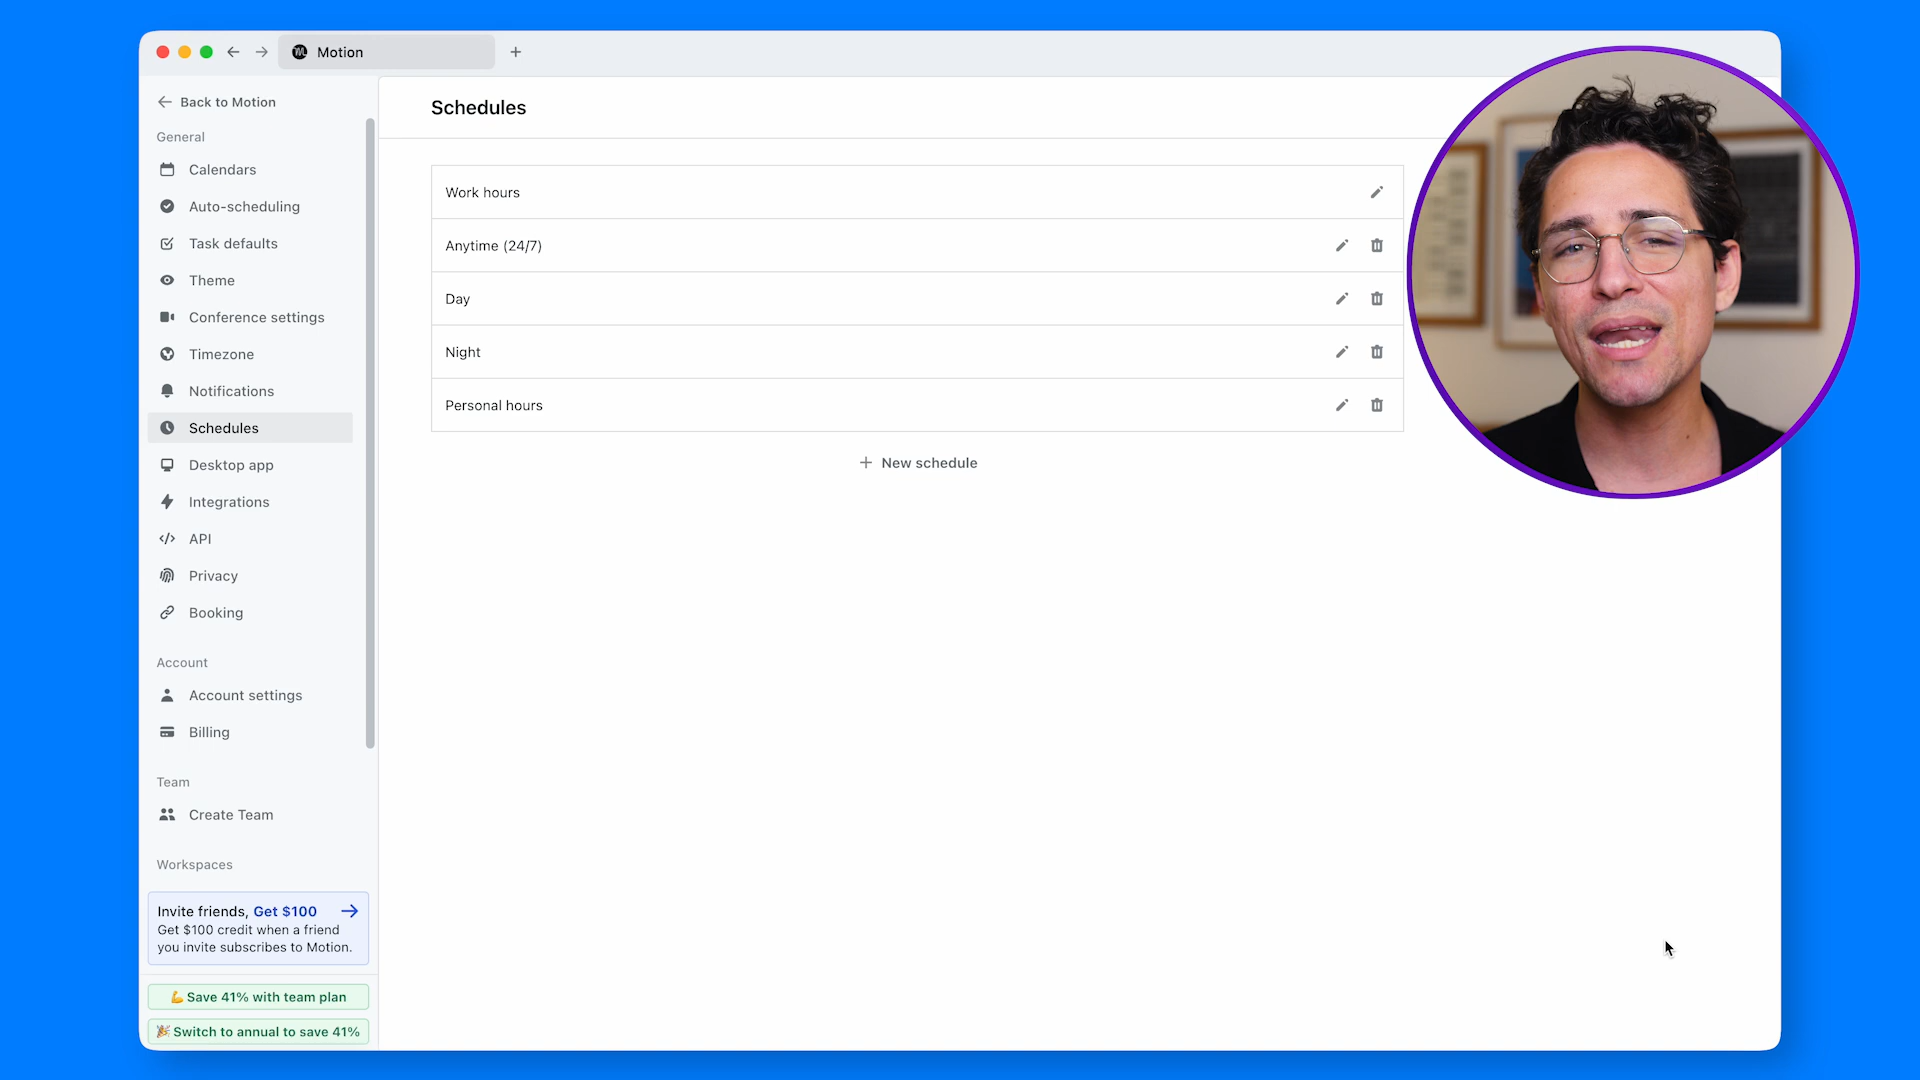 Motion
Back to Motion
General
Calendars
Auto-scheduling
Task defaults
Theme
Conference settings
Timezone
Notifications
Schedules
Desktop app
Integrations
API
Privacy
Booking
Account
Account settings
Billing
Team
Create Team
Workspaces
Invite friends, Get $100
Get $100 credit when a friend
you invite subscribes to Motion.
💪 Save 41% with team plan
🎉 Switch to annual to save 41%
Schedules
Work hours
Anytime (24/7)
Day
Night
Personal hours
New schedule